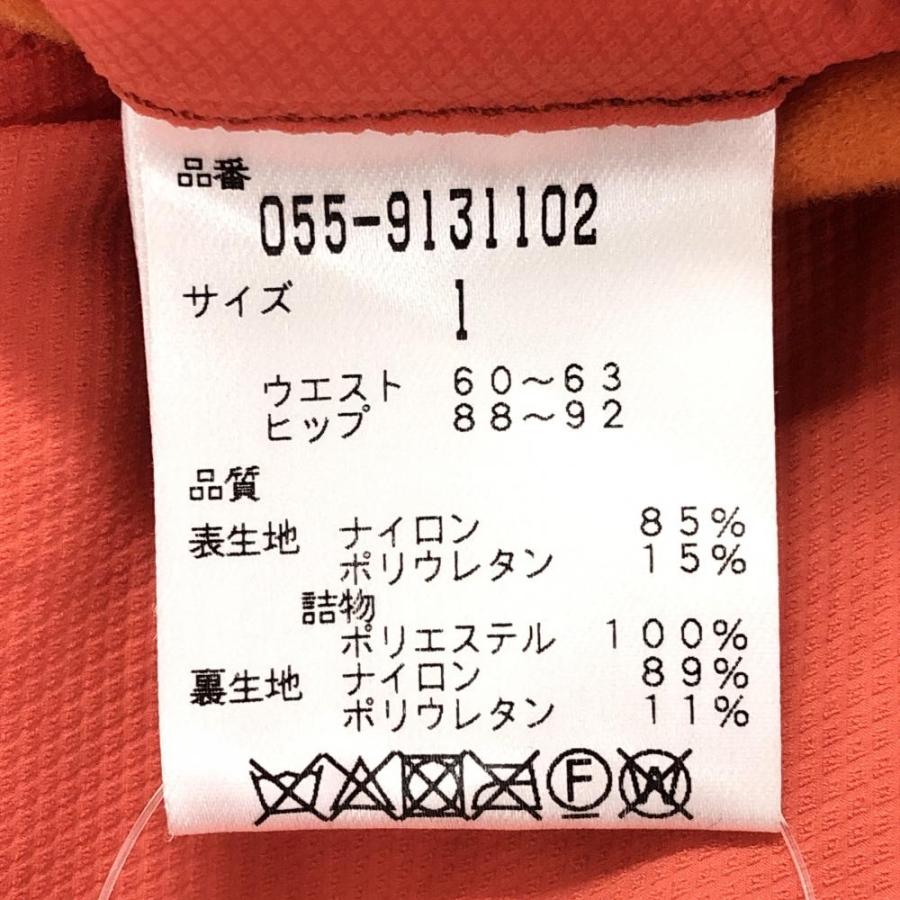 品番
055-9131102
サイズ 1
ウエスト 60〜63
ヒップ 88〜92
品質
表生地 ナイロン 85%
ポリウレタン 15%
詰物
ポリエステル 100%
裏生地 ナイロン 89%
ポリウレタン 11%
F W